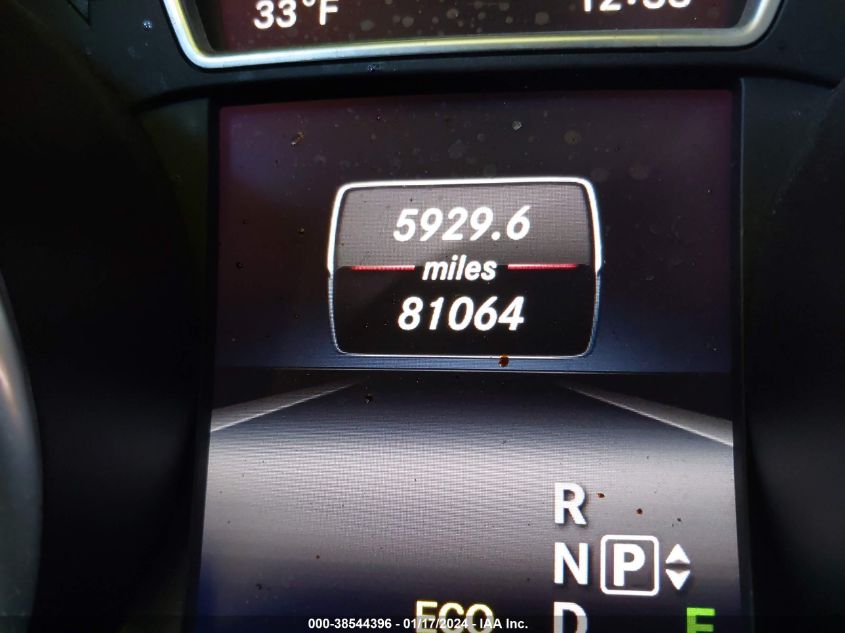 33°F
5929.6
miles
81064
R
N P
ECO D E
000-38544396 - 01/17/2024 - IAA Inc.